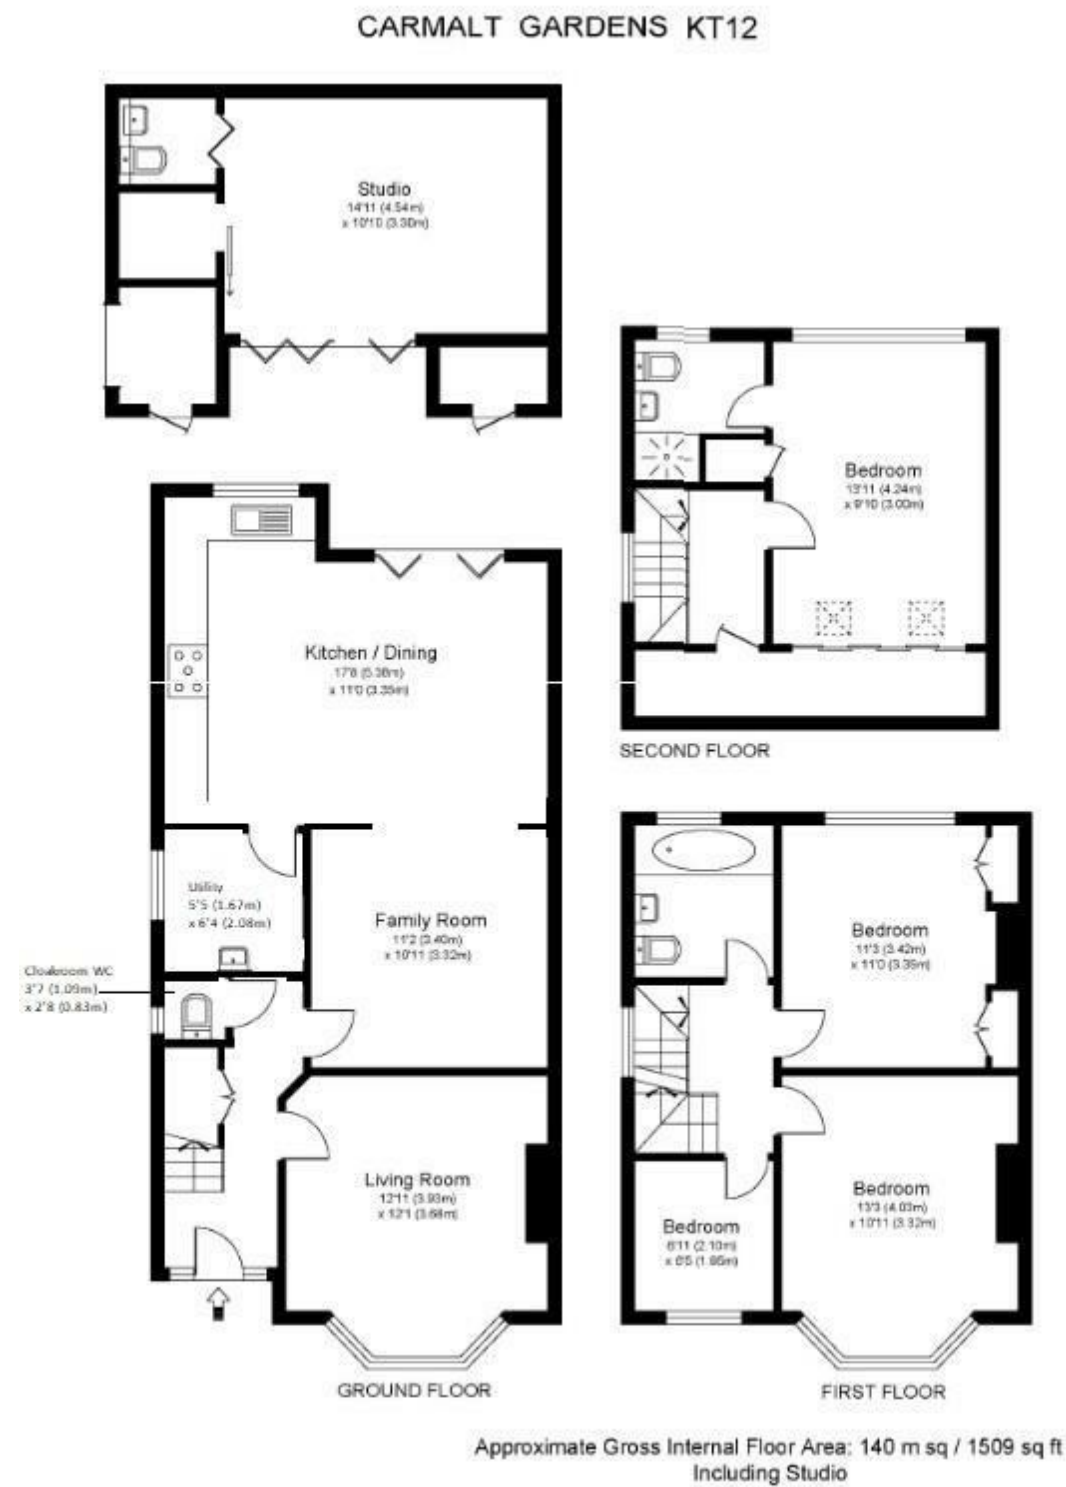 CARMALT GARDENS KT12
Studio
14'11 (4.54m)
x 10'10 (3.30m)
Bedroom
13'11 (4.24m)
x 9'10 (3.00m)
SECOND FLOOR
Kitchen / Dining
17'8 (5.38m)
x 11'0 (3.35m)
Utility
5'5 (1.67m)
x 6'4 (2.08m)
Family Room
11'2 (3.40m)
x 10'11 (3.32m)
Cloakroom WC
3'7 (1.09m)
x 2'8 (0.83m)
Living Room
12'11 (3.93m)
x 12'1 (3.68m)
GROUND FLOOR
Bedroom
11'3 (3.42m)
x 11'0 (3.35m)
Bedroom
13'3 (4.03m)
x 10'11 (3.32m)
Bedroom
6'11 (2.10m)
x 6'5 (1.95m)
FIRST FLOOR
Approximate Gross Internal Floor Area: 140 m sq / 1509 sq ft
Including Studio